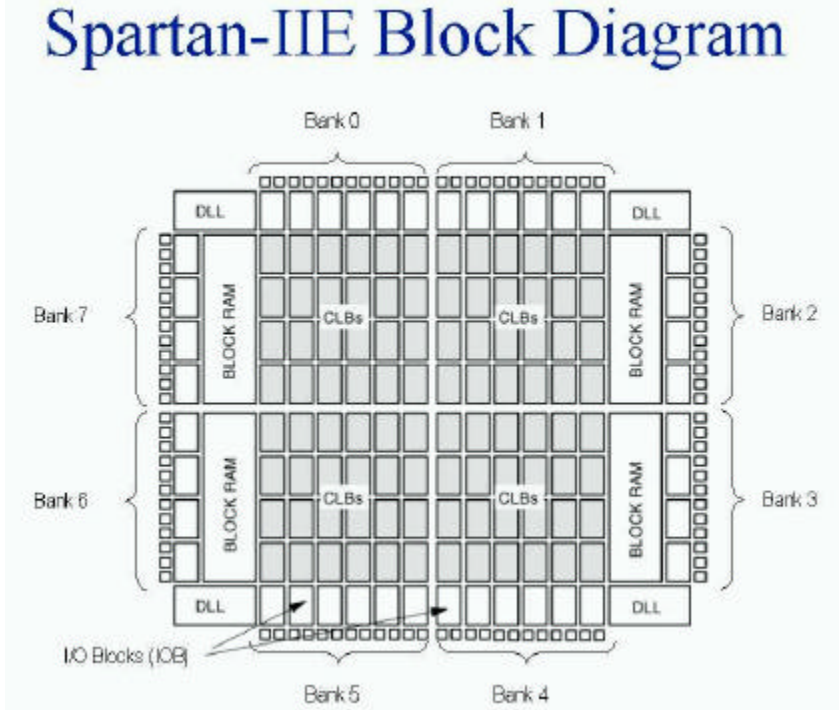 Spartan-IIE Block Diagram
Bank 0
Bank 1
DLL
DLL
Bank 7
BLOCK RAM
CLBs
CLBs
BLOCK RAM
Bank 2
Bank 6
BLOCK RAM
CLBs
CLBs
BLOCK RAM
Bank 3
DLL
DLL
I/O Blocks (IOB)
Bank 5
Bank 4